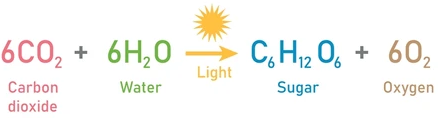 6CO₂ + 6H₂O → C₆H₁₂O₆ + 6O₂
Light
Carbon dioxide Water Sugar Oxygen